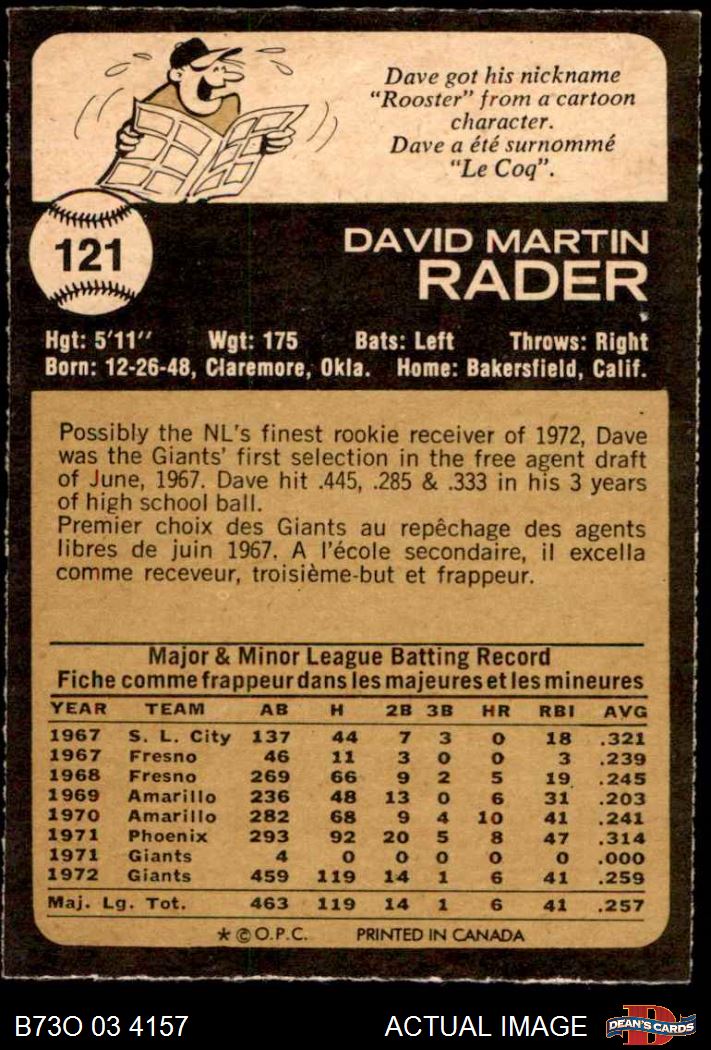 Dave got his nickname
"Rooster" from a cartoon
character.
Dave a été surnommé
"Le Coq".
121
DAVID MARTIN
RADER
Hgt: 5'11" Wgt: 175 Bats: Left Throws: Right
Born: 12-26-48, Claremore, Okla. Home: Bakersfield, Calif.
Possibly the NL's finest rookie receiver of 1972, Dave
was the Giants' first selection in the free agent draft
of June, 1967. Dave hit .445, .285 & .333 in his 3 years
of high school ball.
Premier choix des Giants au repêchage des agents
libres de juin 1967. A l'école secondaire, il excella
comme receveur, troisième-but et frappeur.
Major & Minor League Batting Record
Fiche comme frappeur dans les majeures et les mineures
YEAR TEAM AB H 2B 3B HR RBI AVG
1967 S. L. City 137 44 7 3 0 18 .321
1967 Fresno 46 11 3 0 0 3 .239
1968 Fresno 269 66 9 2 5 19 .245
1969 Amarillo 236 48 13 0 6 31 .203
1970 Amarillo 282 68 9 4 10 41 .241
1971 Phoenix 293 92 20 5 8 47 .314
1971 Giants 4 0 0 0 0 0 .000
1972 Giants 459 119 14 1 6 41 .259
Maj. Lg. Tot. 463 119 14 1 6 41 .257
* © O.P.C. PRINTED IN CANADA
B73O 03 4157 ACTUAL IMAGE D DEAN'S CARDS